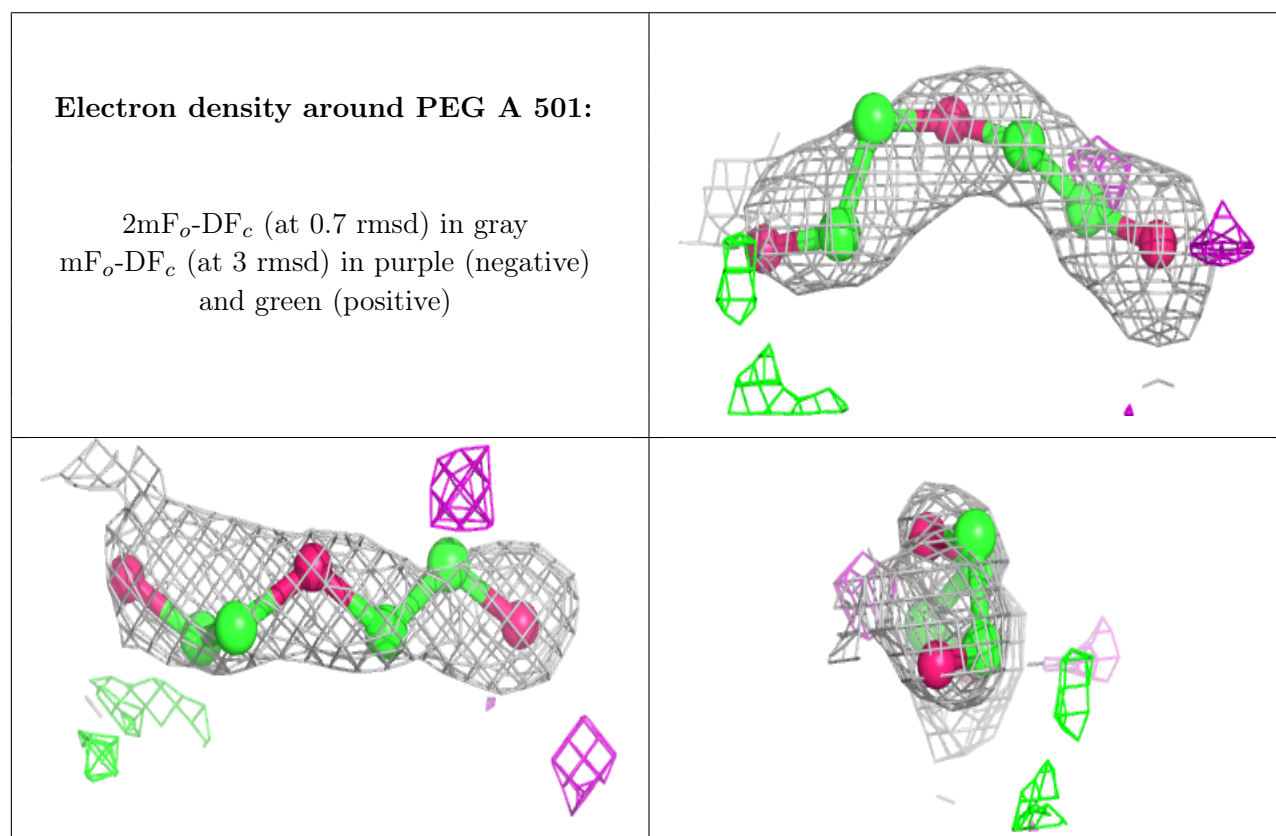 Electron density around PEG A 501:
2mFo-DFc (at 0.7 rmsd) in gray
mFo-DFc (at 3 rmsd) in purple (negative)
and green (positive)